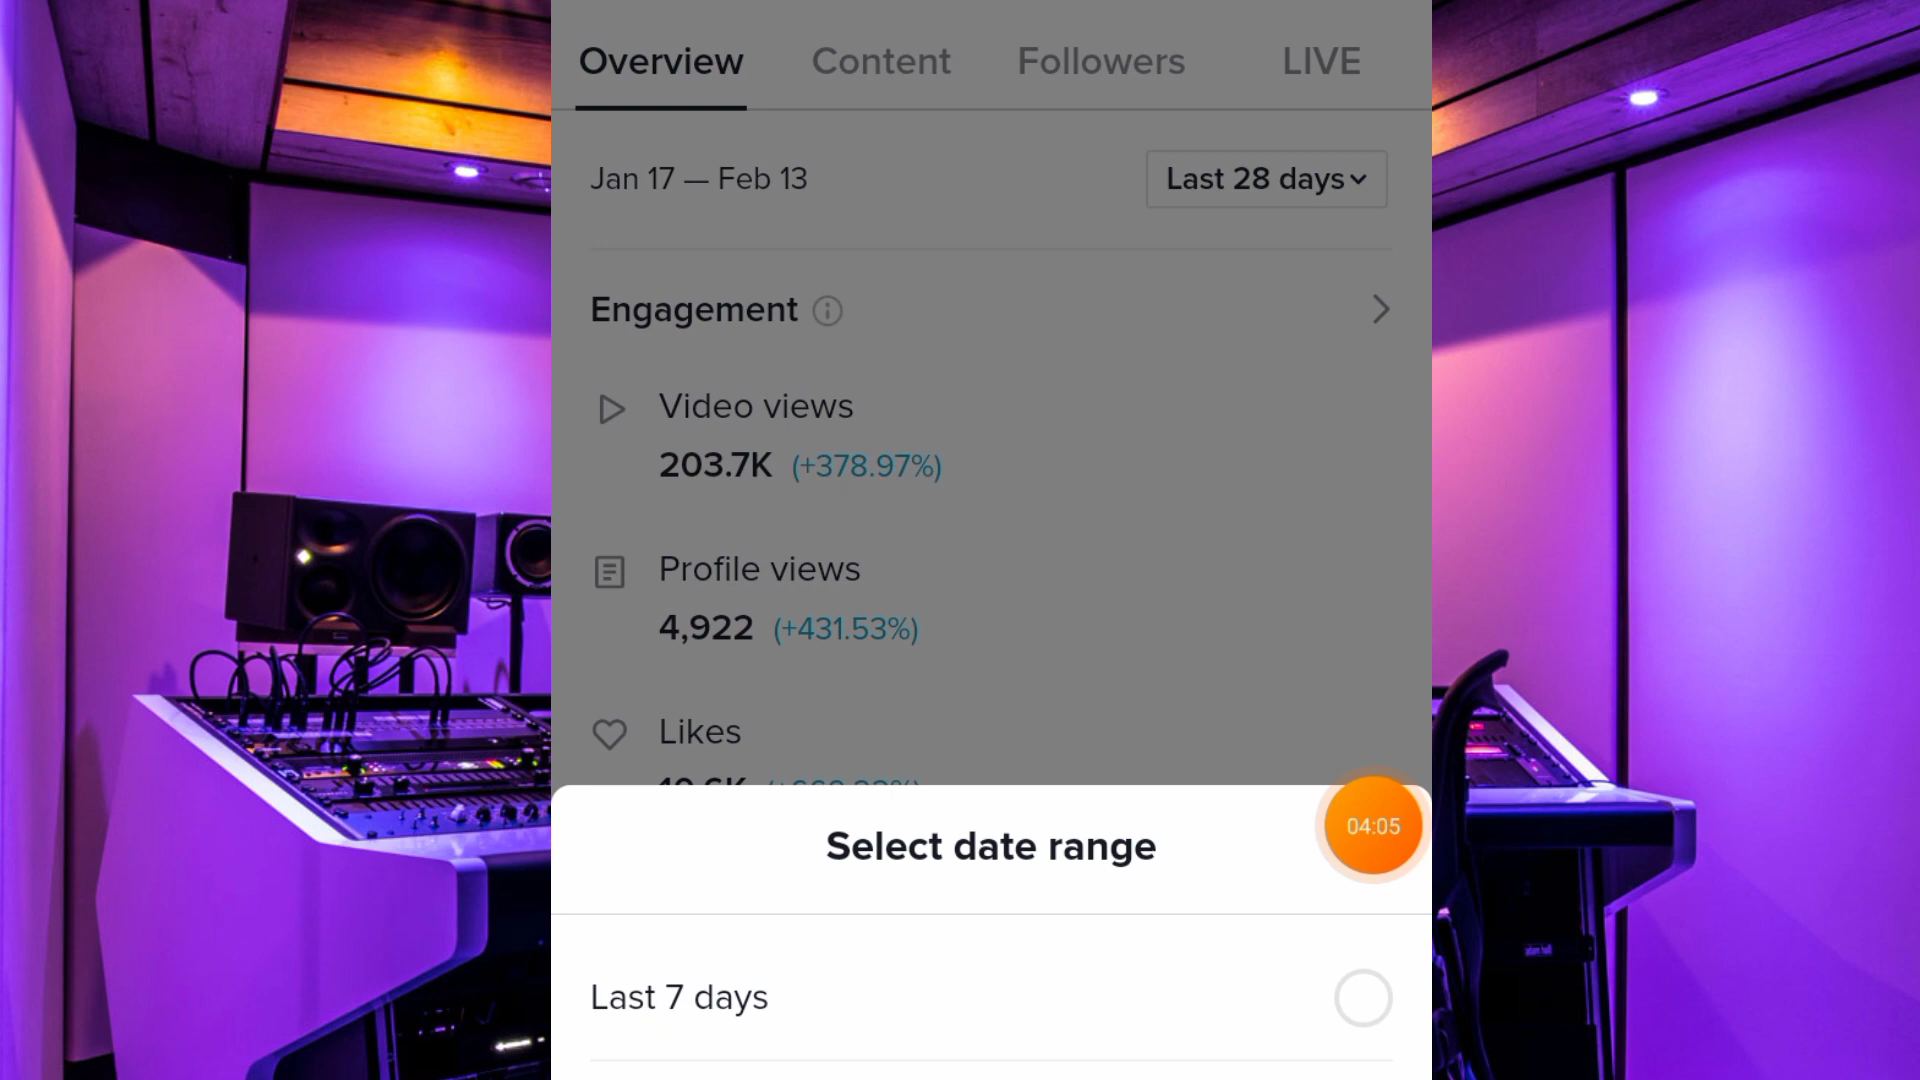 Overview Content Followers LIVE
Jan 17 — Feb 13 Last 28 days
Engagement
Video views
203.7K (+378.97%)
Profile views
4,922 (+431.53%)
Likes
Select date range
04:05
Last 7 days